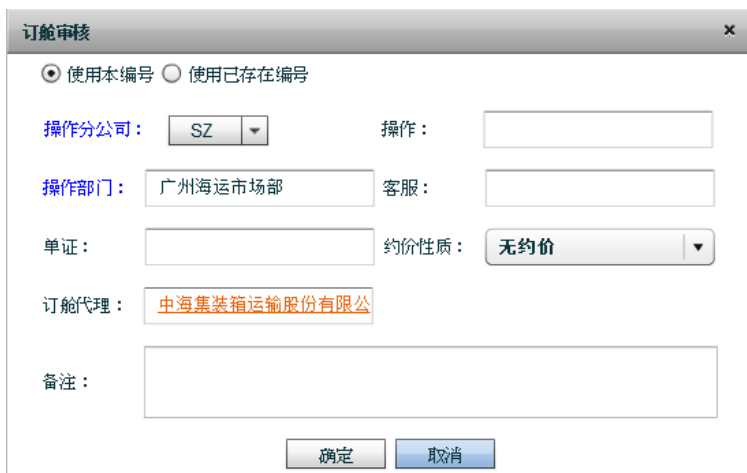 订舱审核
使用本编号 使用已存在编号
操作分公司： SZ 操作：
操作部门： 广州海运市场部 客服：
单证： 约价性质： 无约价
订舱代理： 中海集装箱运输股份有限公
备注：
确定 取消